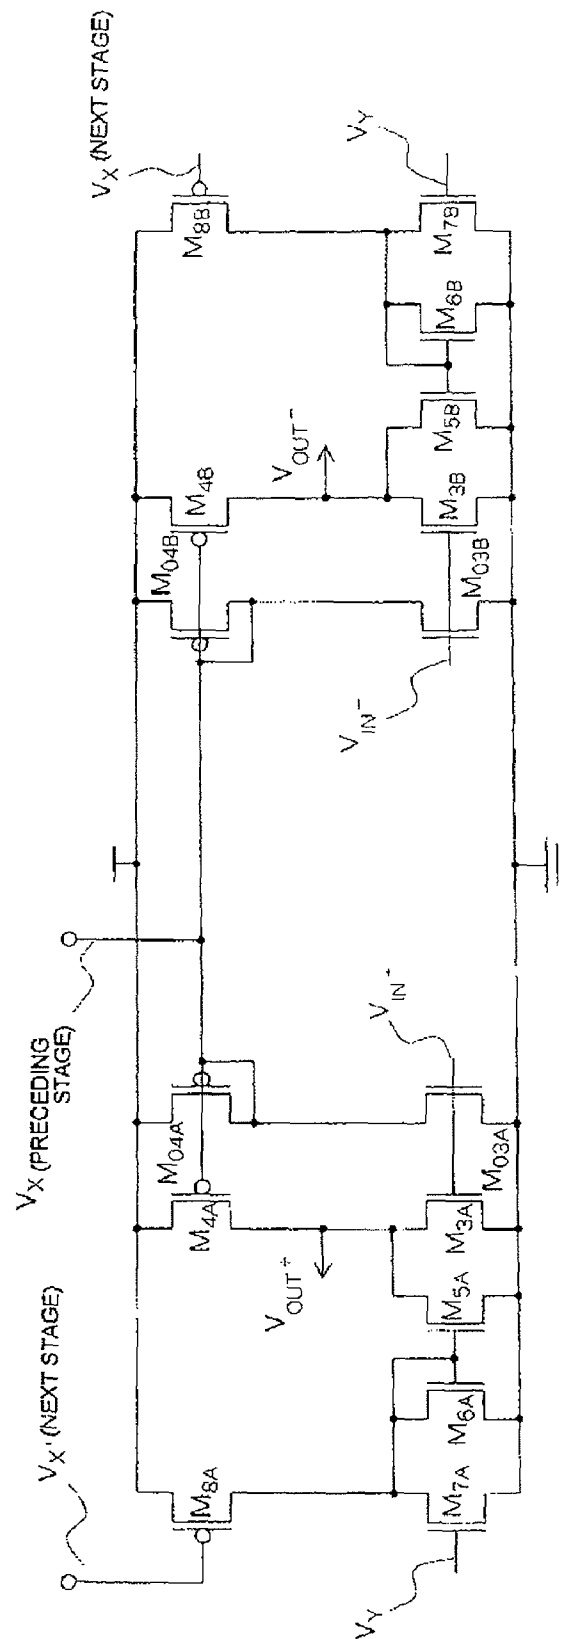 V_X' (NEXT STAGE)
V_X (PRECEDING
STAGE)
V_X (NEXT STAGE)
M_8A
M_4A
M_04A
M_04B
M_4B
M_8B
V_OUT^+
V_OUT^-
V_Y
M_7A
M_6A
M_5A
M_3A
M_03A
V_IN^+
V_IN^-
M_03B
M_3B
M_5B
M_6B
M_7B
V_Y